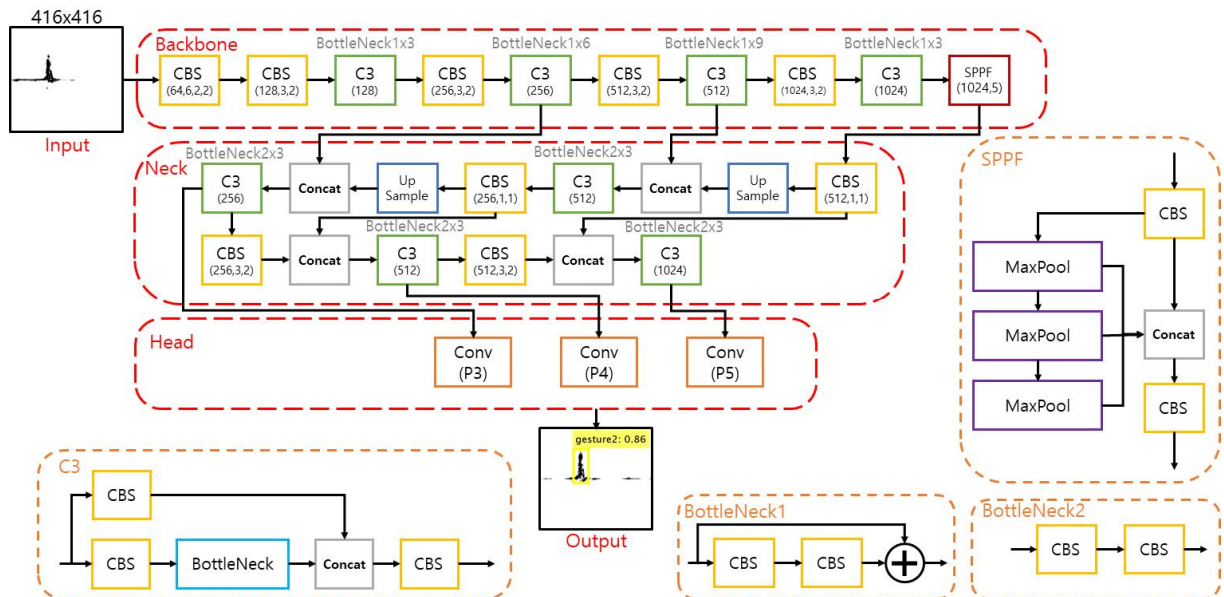 416x416
Input
Backbone
BottleNeck1x3
BottleNeck1x6
BottleNeck1x9
BottleNeck1x3
CBS
(64,6,2,2)
CBS
(128,3,2)
C3
(128)
CBS
(256,3,2)
C3
(256)
CBS
(512,3,2)
C3
(512)
CBS
(1024,3,2)
C3
(1024)
SPPF
(1024,5)
Neck
BottleNeck2x3
BottleNeck2x3
C3
(256)
Concat
Up
Sample
CBS
(256,1,1)
C3
(512)
Concat
Up
Sample
CBS
(512,1,1)
BottleNeck2x3
BottleNeck2x3
CBS
(256,3,2)
Concat
C3
(512)
CBS
(512,3,2)
Concat
C3
(1024)
Head
Conv
(P3)
Conv
(P4)
Conv
(P5)
gesture2: 0.86
Output
SPPF
CBS
MaxPool
MaxPool
Concat
MaxPool
CBS
C3
CBS
CBS
BottleNeck
Concat
CBS
BottleNeck1
CBS
CBS
BottleNeck2
CBS
CBS